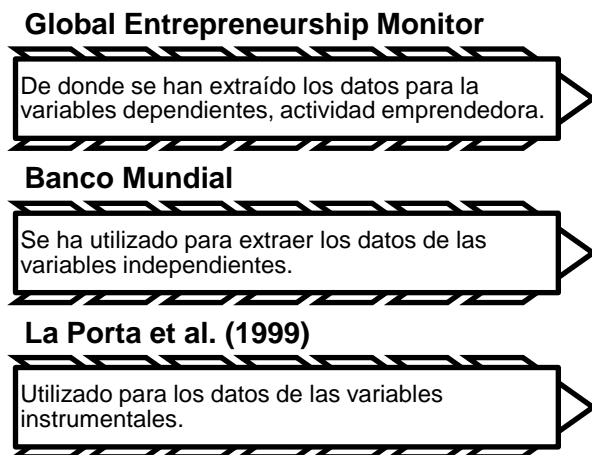 Global Entrepreneurship Monitor
De donde se han extraído los datos para la
variables dependientes, actividad emprendedora.
Banco Mundial
Se ha utilizado para extraer los datos de las
variables independientes.
La Porta et al. (1999)
Utilizado para los datos de las variables
instrumentales.